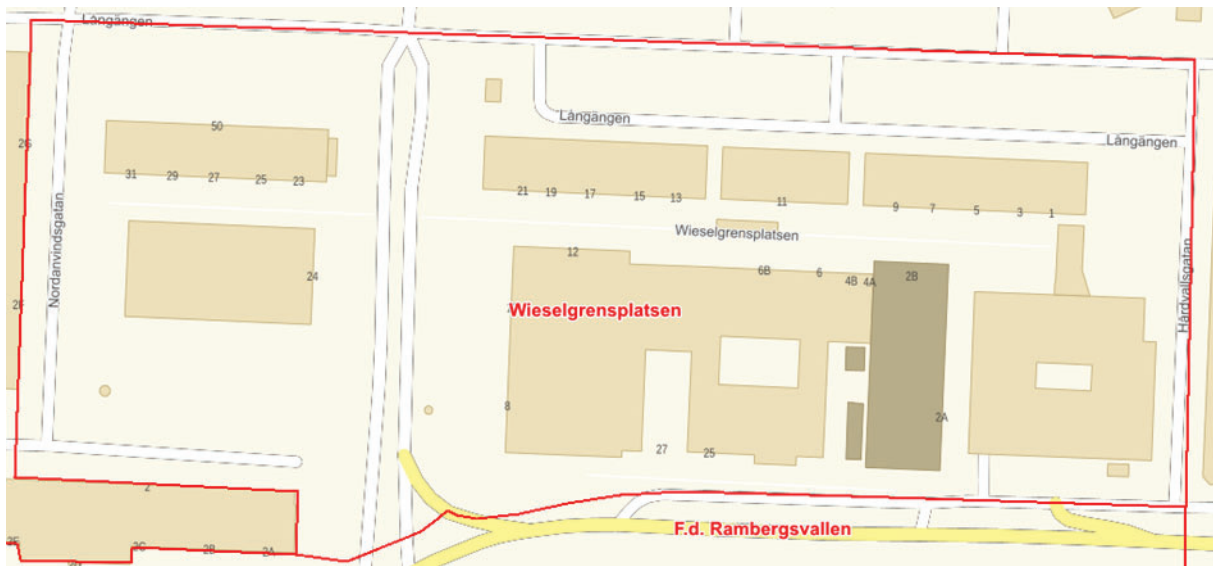 Långängen
50
26
31
29
27
25
23
Långängen
Långängen
21
19
17
15
13
11
9
7
5
3
1
Nordanvindsgatan
Wieselgrensplatsen
12
24
6B
6
4B
4A
2B
Hårdvallsgatan
Wieselgrensplatsen
8
2A
27
25
2
F.d. Rambergsvallen
2B
2A